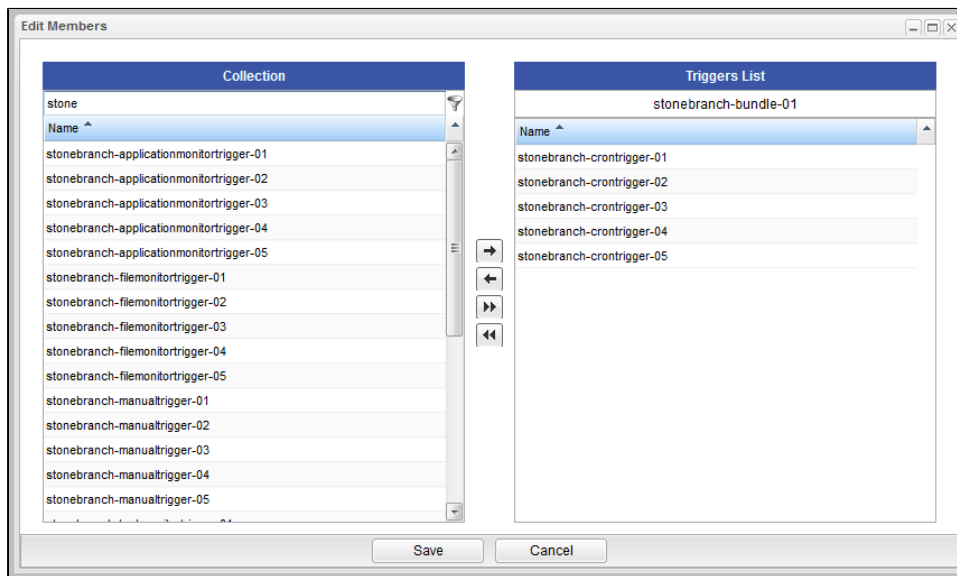 Edit Members
Collection
stone
Name
stonebranch-applicationmonitortrigger-01
stonebranch-applicationmonitortrigger-02
stonebranch-applicationmonitortrigger-03
stonebranch-applicationmonitortrigger-04
stonebranch-applicationmonitortrigger-05
stonebranch-filemonitortrigger-01
stonebranch-filemonitortrigger-02
stonebranch-filemonitortrigger-03
stonebranch-filemonitortrigger-04
stonebranch-filemonitortrigger-05
stonebranch-manualtrigger-01
stonebranch-manualtrigger-02
stonebranch-manualtrigger-03
stonebranch-manualtrigger-04
stonebranch-manualtrigger-05
Triggers List
stonebranch-bundle-01
Name
stonebranch-crontrigger-01
stonebranch-crontrigger-02
stonebranch-crontrigger-03
stonebranch-crontrigger-04
stonebranch-crontrigger-05
Save
Cancel